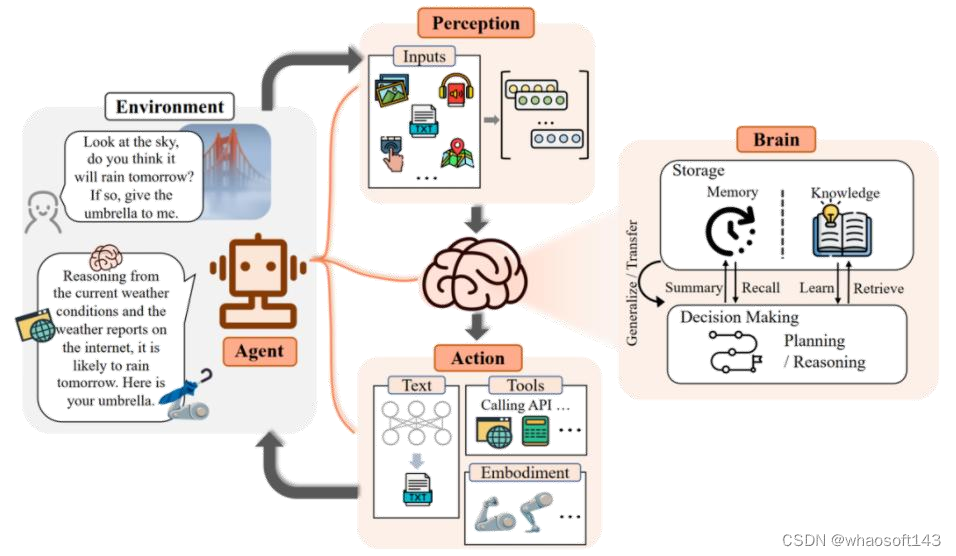 Perception
Inputs
TXT
...
...
Environment
Look at the sky,
do you think it
will rain tomorrow?
If so, give the
umbrella to me.
Reasoning from
the current weather
conditions and the
weather reports on
the internet, it is
likely to rain
tomorrow. Here is
your umbrella.
Agent
Brain
Storage
Memory
Knowledge
Generalize / Transfer
Summary
Recall
Learn
Retrieve
Decision Making
Planning
/ Reasoning
Action
Text
TXT
Tools
Calling API ...
...
Embodiment
...
CSDN @whaosoft143